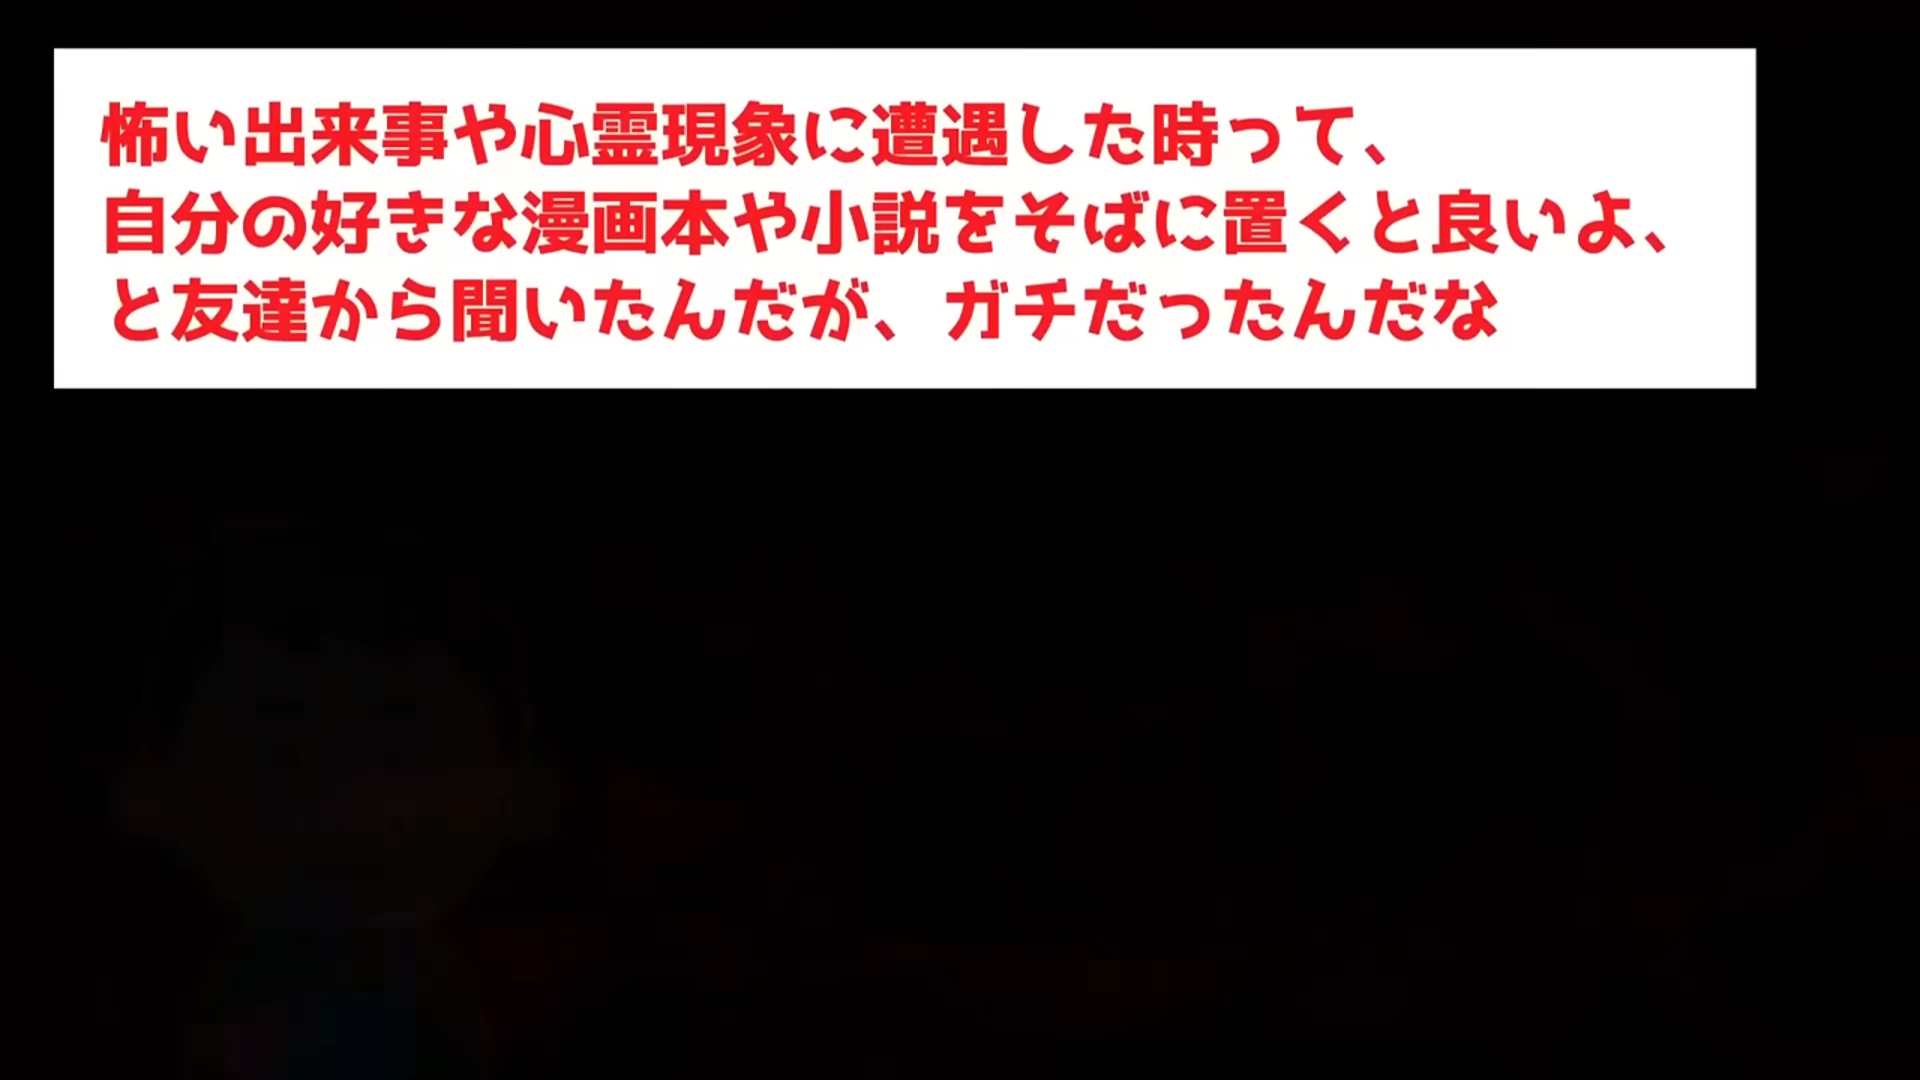 怖い出来事や心霊現象に遭遇した時って、
自分の好きな漫画本や小説をそばに置くと良いよ、
と友達から聞いたんだが、ガチだったんだな